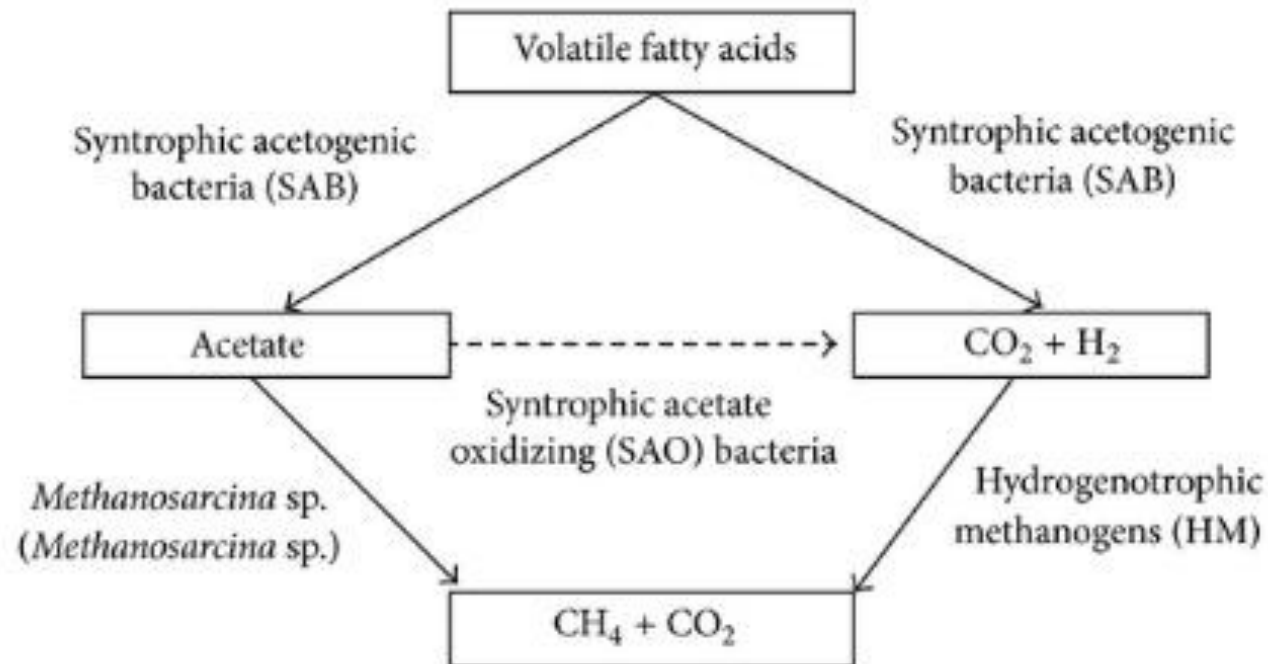 Volatile fatty acids
Syntrophic acetogenic
bacteria (SAB)
Syntrophic acetogenic
bacteria (SAB)
Acetate
CO₂ + H₂
Syntrophic acetate
oxidizing (SAO) bacteria
Methanosarcina sp.
(Methanosarcina sp.)
Hydrogenotrophic
methanogens (HM)
CH₄ + CO₂